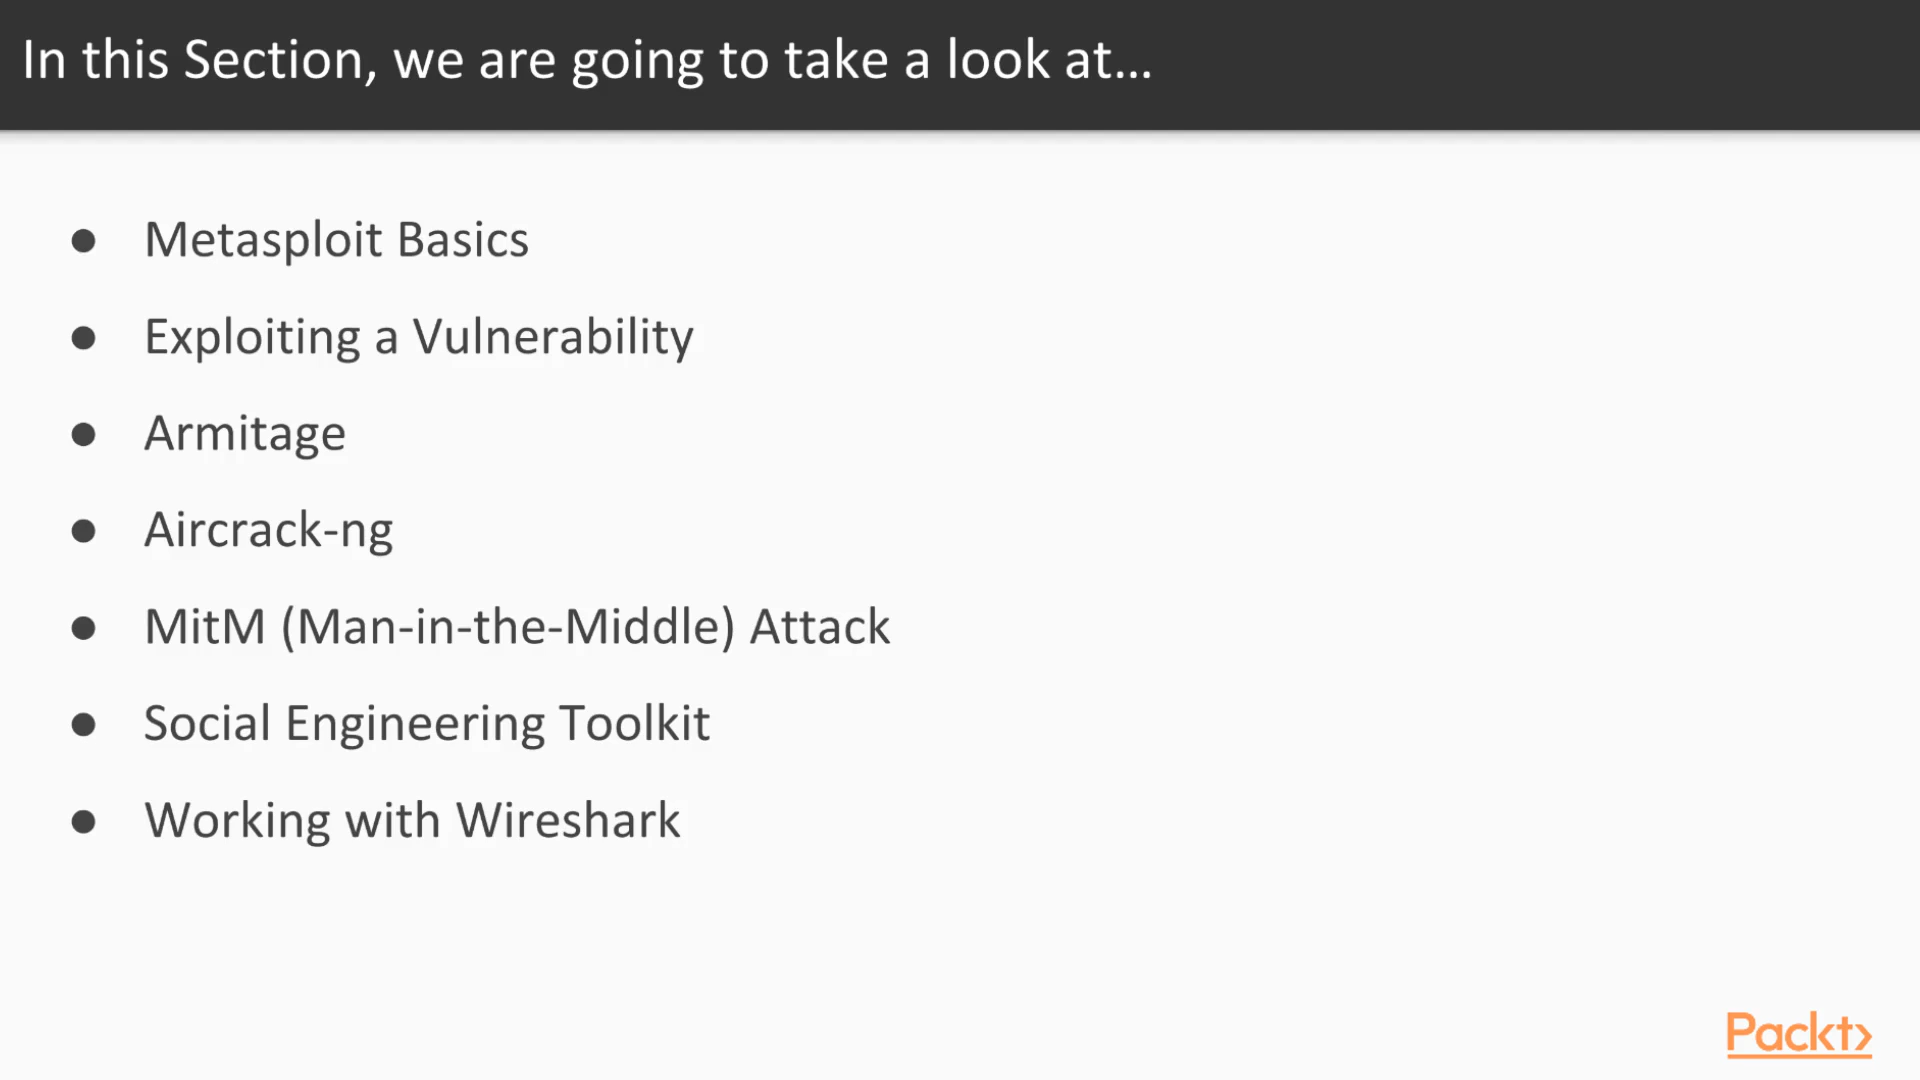 In this Section, we are going to take a look at...
● Metasploit Basics
● Exploiting a Vulnerability
● Armitage
● Aircrack-ng
● MitM (Man-in-the-Middle) Attack
● Social Engineering Toolkit
● Working with Wireshark
Packt>